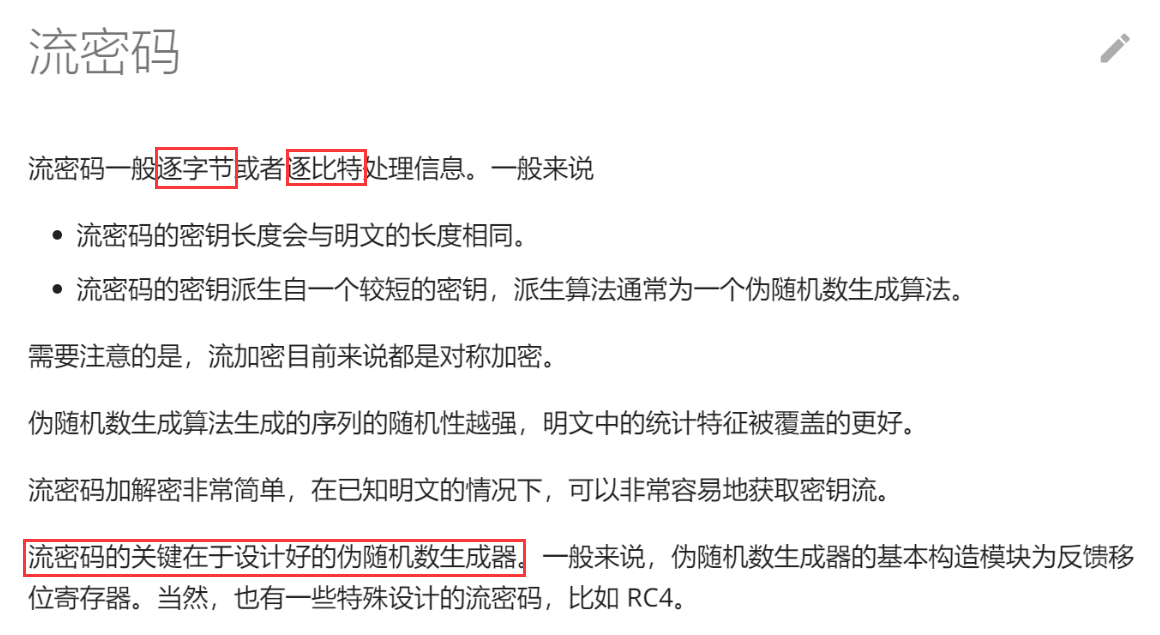 流密码
流密码一般逐字节或者逐比特处理信息。一般来说
• 流密码的密钥长度会与明文的长度相同。
• 流密码的密钥派生自一个较短的密钥，派生算法通常为一个伪随机数生成算法。
需要注意的是，流加密目前来说都是对称加密。
伪随机数生成算法生成的序列的随机性越强，明文中的统计特征被覆盖的更好。
流密码加解密非常简单，在已知明文的情况下，可以非常容易地获取密钥流。
流密码的关键在于设计好的伪随机数生成器。一般来说，伪随机数生成器的基本构造模块为反馈移
位寄存器。当然，也有一些特殊设计的流密码，比如 RC4。